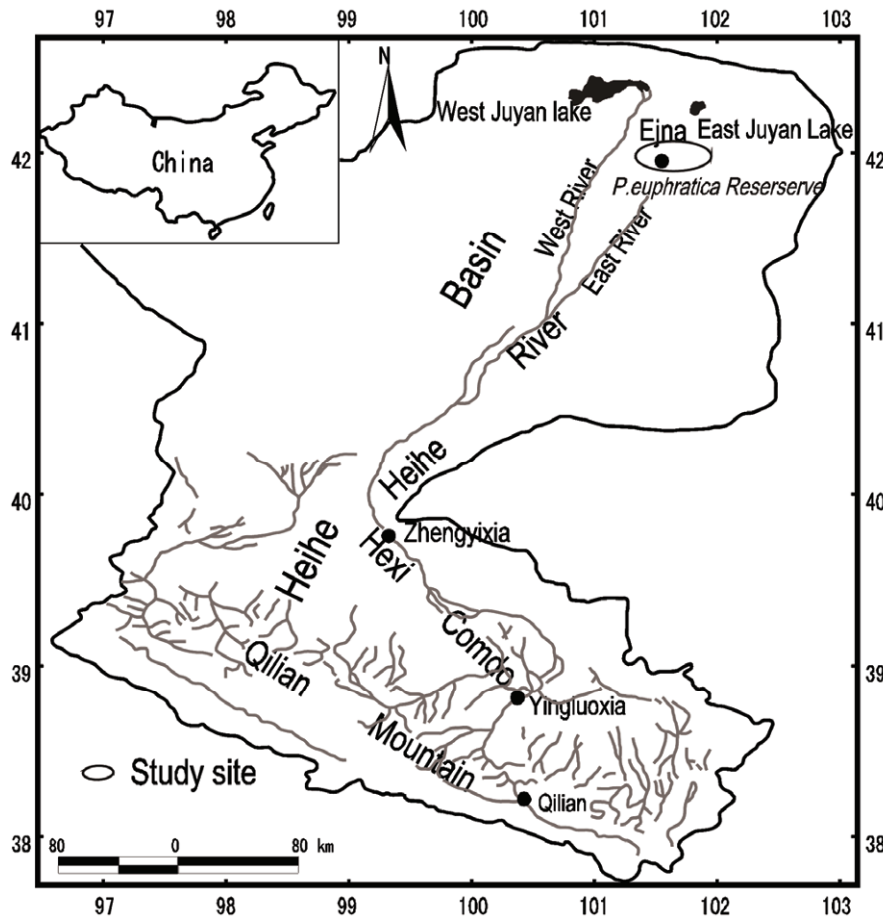 97 98 99 100 101 102 103
N
West Juyan lake
Ejna East Juyan Lake
China
42 42
P.euphratica Reserserve
West River
East River
Basin
River
41 41
Heihe
40 40
Zhengyixia
Hexi
Heihe
Comdo
Qilian
39 39
Yingluoxia
Mountain
Study site
Qilian
38 38
80 0 80 km
97 98 99 100 101 102 103